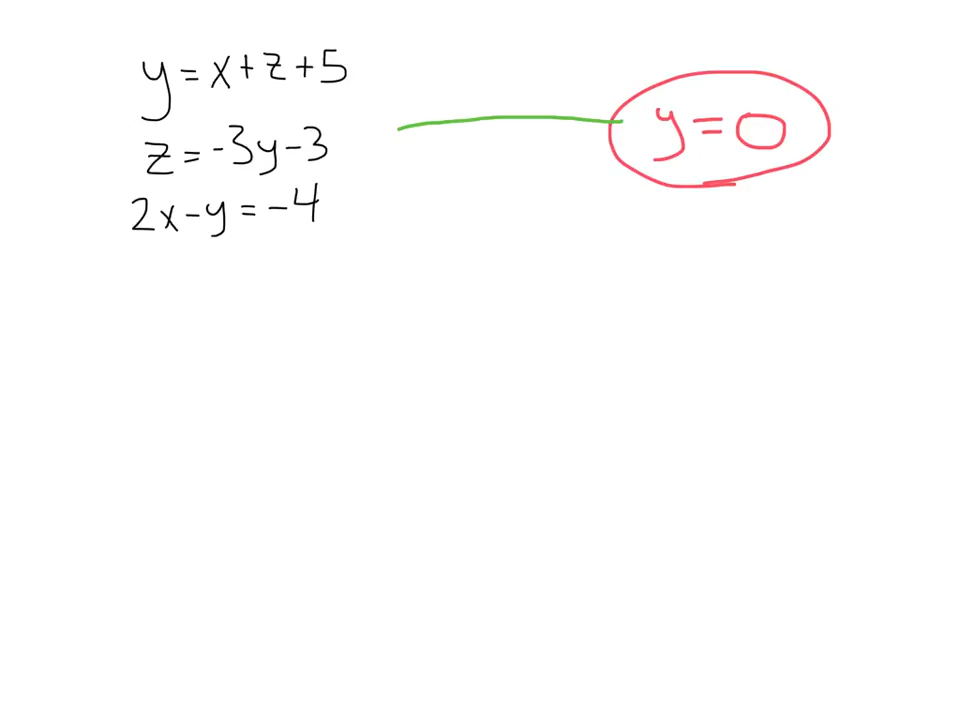 y = x + z + 5
z = -3y - 3
2x - y = -4
y = 0